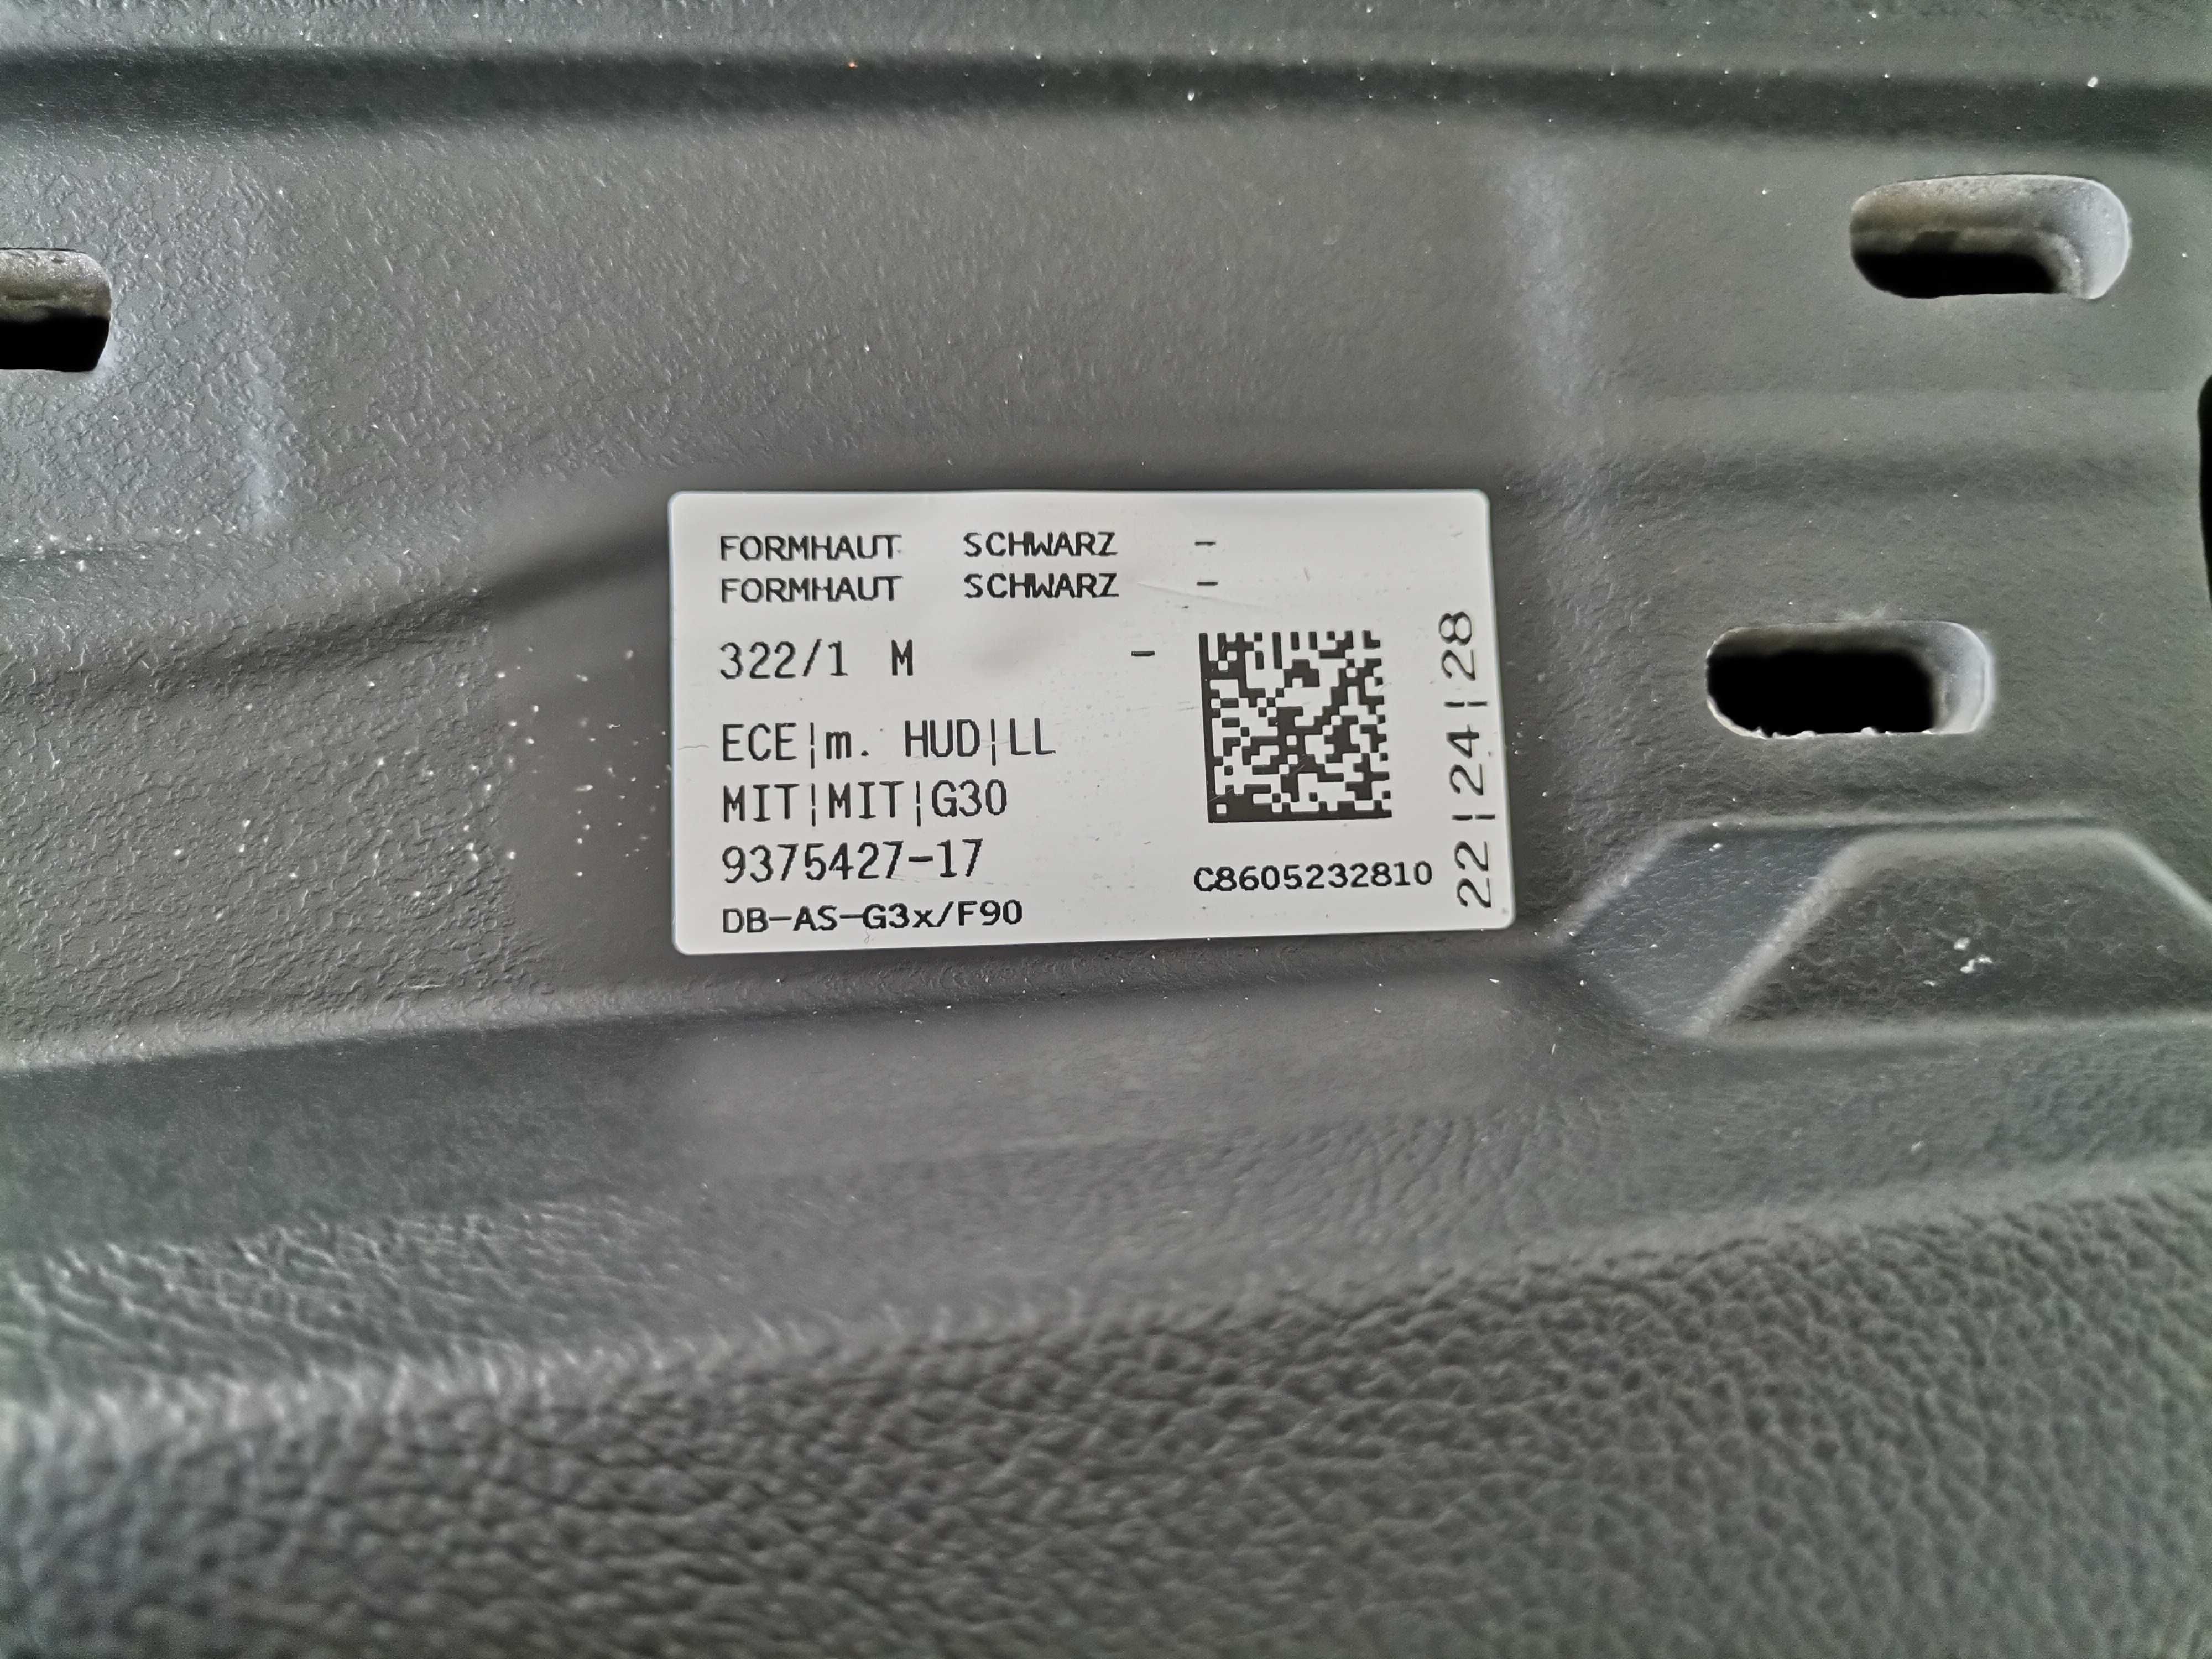 FORMHAUT SCHWARZ -
FORMHAUT SCHWARZ -
322/1 M -
ECE|m. HUD|LL
MIT|MIT|G30
9375427-17
DB-AS-G3x/F90
C8605232810
22|24|28